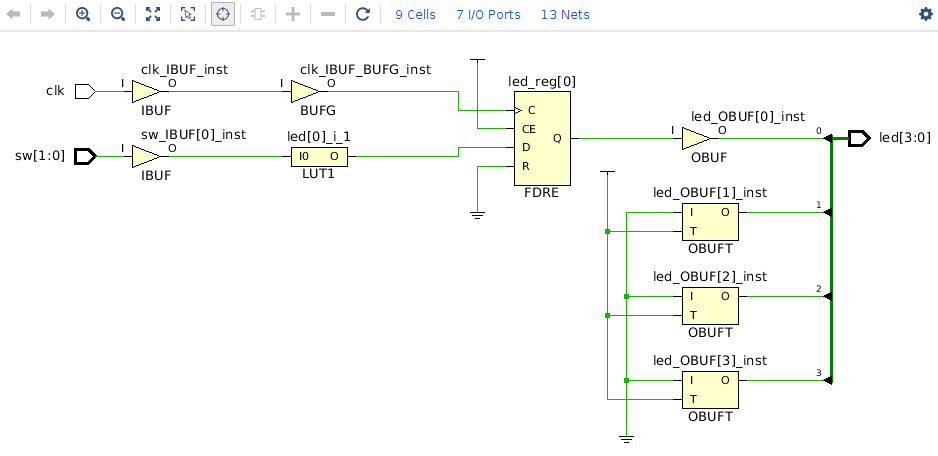 9 Cells 7 I/O Ports 13 Nets
clk
I
clk_IBUF_inst
O
IBUF
I
clk_IBUF_BUFG_inst
O
BUFG
sw[1:0]
I
sw_IBUF[0]_inst
O
IBUF
led[0]_i_1
I0 O
LUT1
led_reg[0]
C
CE
D
R
Q
FDRE
led_OBUF[0]_inst
I
O
OBUF
0
led[3:0]
led_OBUF[1]_inst
I O
T
OBUFT
1
led_OBUF[2]_inst
I O
T
OBUFT
2
led_OBUF[3]_inst
I O
T
OBUFT
3